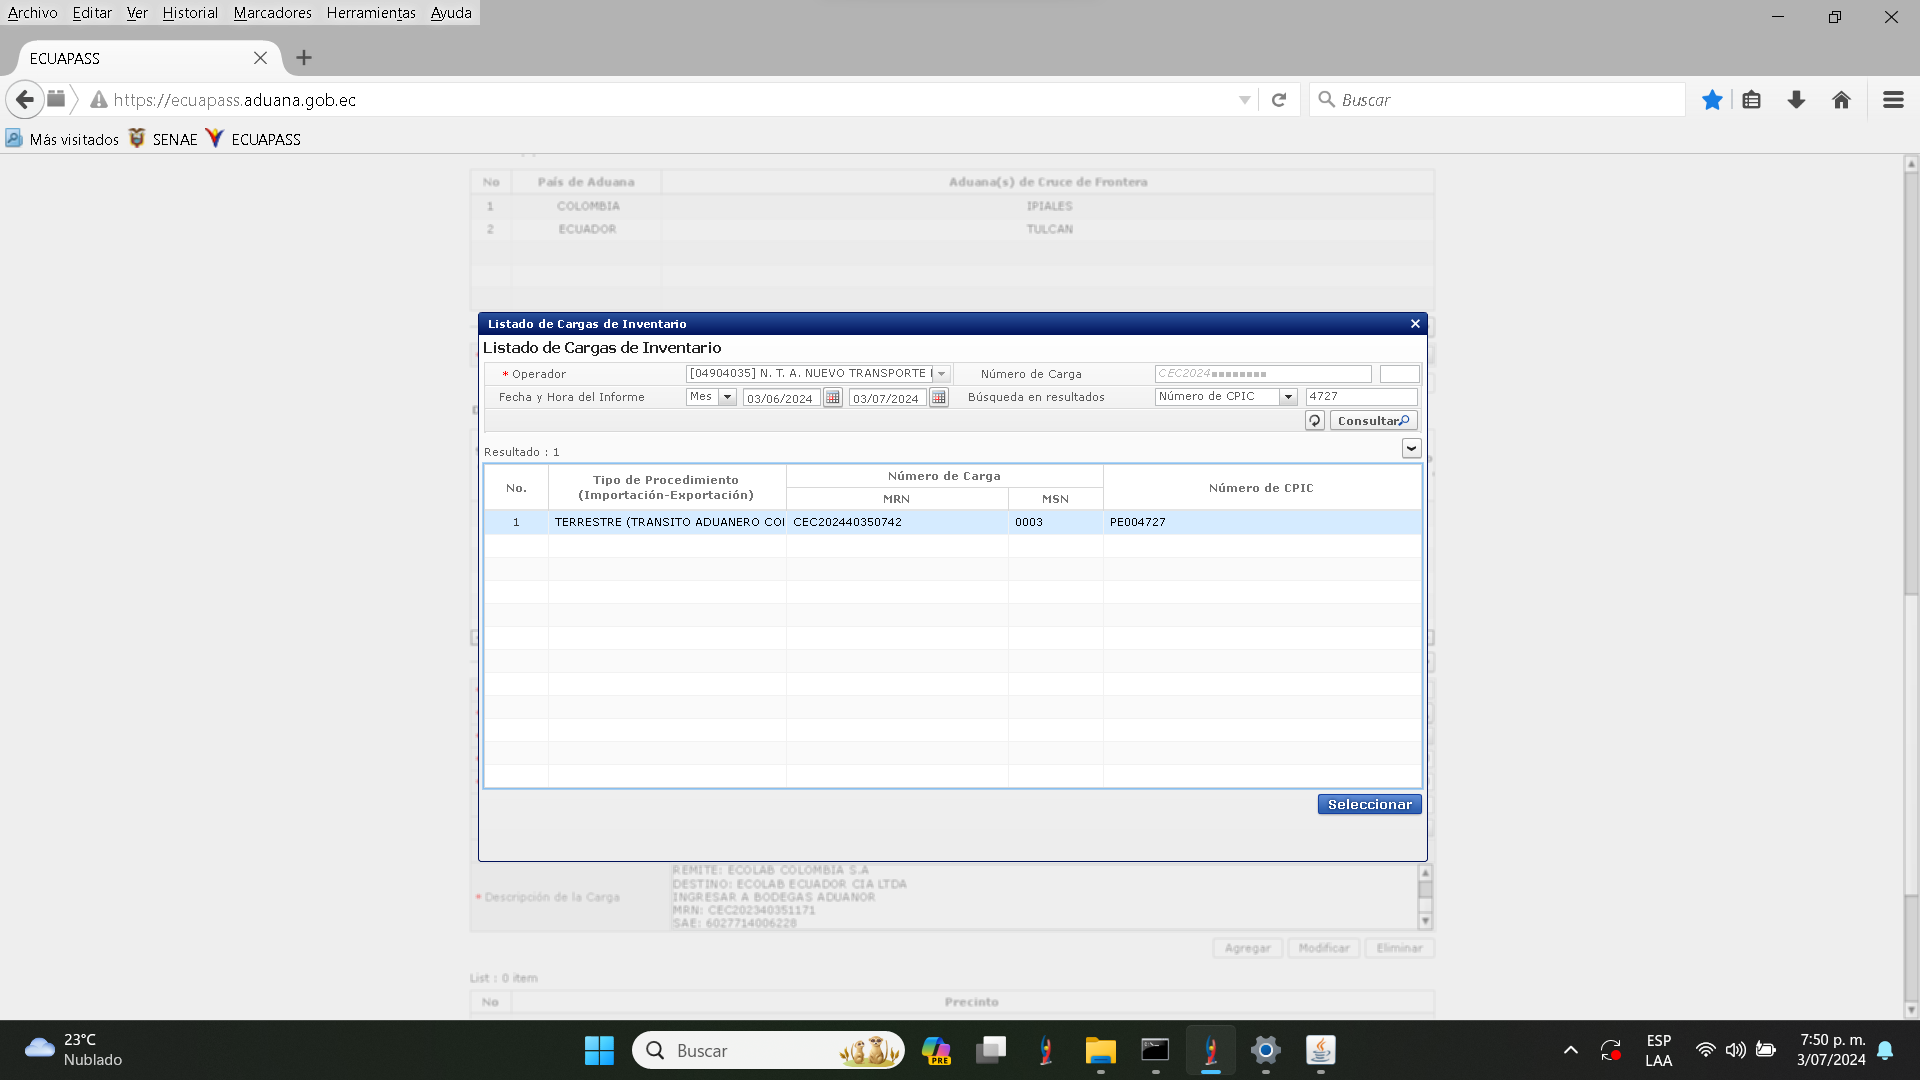 Archivo Editar Ver Historial Marcadores Herramientas Ayuda
ECUAPASS
https://ecuapass.aduana.gob.ec
Buscar
Más visitados SENAE ECUAPASS
No País de Aduana Aduana(s) de Cruce de Frontera
1 COLOMBIA IPIALES
2 ECUADOR TULCAN
Listado de Cargas de Inventario
Listado de Cargas de Inventario
* Operador [04904035] N. T. A. NUEVO TRANSPORTE Número de Carga CEC2024
Fecha y Hora del Informe Mes 03/06/2024 03/07/2024 Búsqueda en resultados Número de CPIC 4727
Consultar
Resultado : 1
No. Tipo de Procedimiento (Importación-Exportación) Número de Carga Número de CPIC
MRN MSN
1 TERRESTRE (TRANSITO ADUANERO COI CEC202440350742 0003 PE004727
Seleccionar
* Descripción de la Carga
REMITE: ECOLAB COLOMBIA S.A
DESTINO: ECOLAB ECUADOR CIA LTDA
INGRESAR A BODEGAS ADUANOR
MRN: CEC202340351171
SAE: 6027714006228
Agregar Modificar Eliminar
List : 0 item
No Precinto
23°C
Nublado
Buscar
PRE
ESP
LAA
7:50 p. m.
3/07/2024